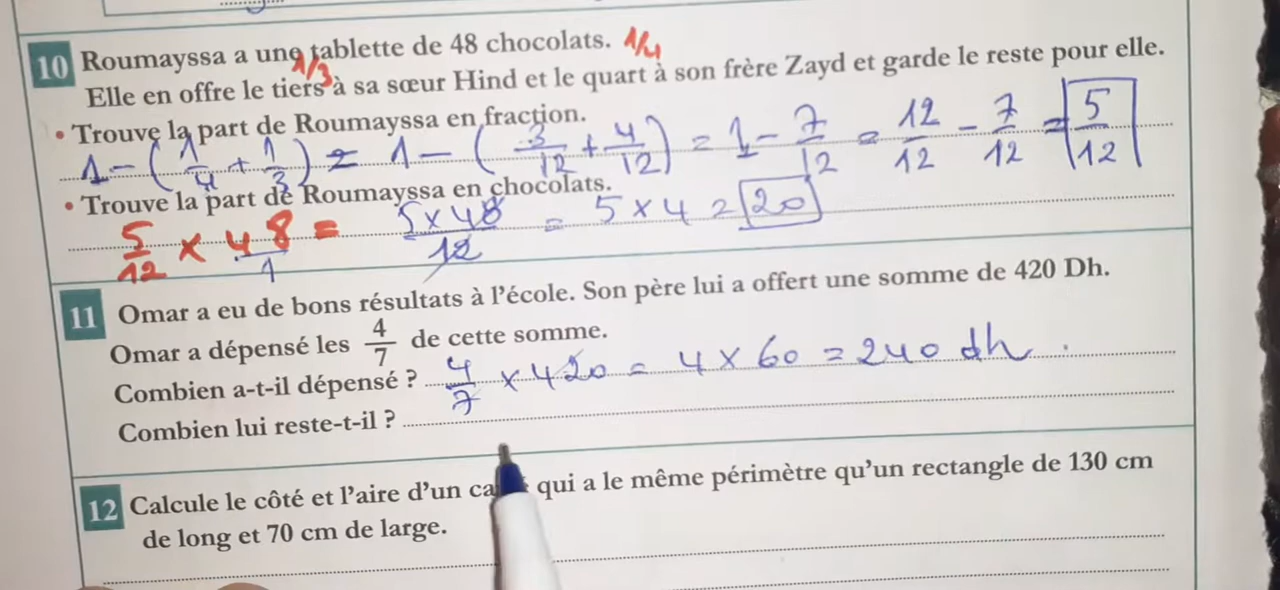 10 Roumayssa a une tablette de 48 chocolats. 1/4
1/3
Elle en offre le tiers à sa sœur Hind et le quart à son frère Zayd et garde le reste pour elle.
• Trouve la part de Roumayssa en fraction.
1 - (1/4 + 1/3) = 1 - (3/12 + 4/12) = 1 - 7/12 = 12/12 - 7/12 = 5/12
• Trouve la part de Roumayssa en chocolats.
5/12 × 48/1 = 5 × 48/12 = 5 × 4 = 20
11 Omar a eu de bons résultats à l'école. Son père lui a offert une somme de 420 Dh.
Omar a dépensé les 4/7 de cette somme.
Combien a-t-il dépensé ? 4/7 × 420 = 4 × 60 = 240 dh
Combien lui reste-t-il ?
12 Calcule le côté et l'aire d'un qui a le même périmètre qu'un rectangle de 130 cm
de long et 70 cm de large.